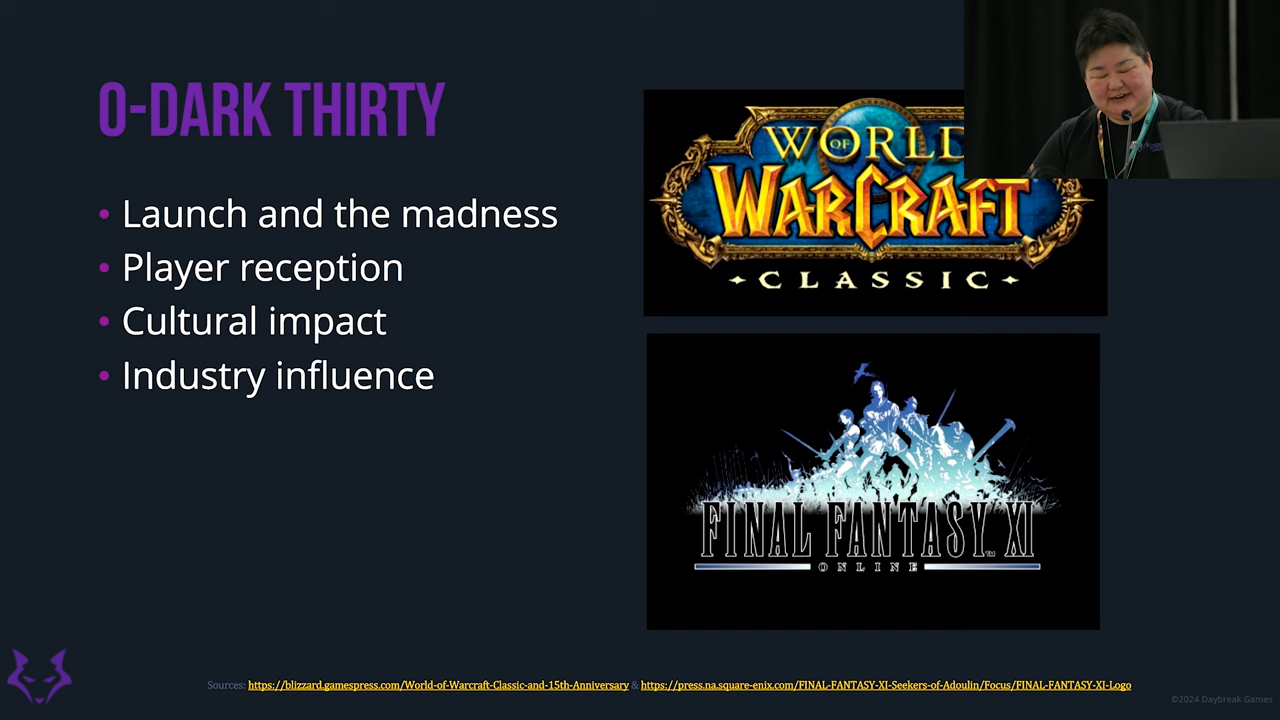 0-DARK THIRTY
• Launch and the madness
• Player reception
• Cultural impact
• Industry influence
WORLD
OF
WARCRAFT
CLASSIC
FINAL FANTASY XI
TM
ONLINE
Sources: https://blizzard.gamespress.com/World-of-Warcraft-Classic-and-15th-Anniversary & https://press.na.square-enix.com/FINAL-FANTASY-XI-Seekers-of-Adoulin/Focus/FINAL-FANTASY-XI-Logo
©2024 Daybreak Games